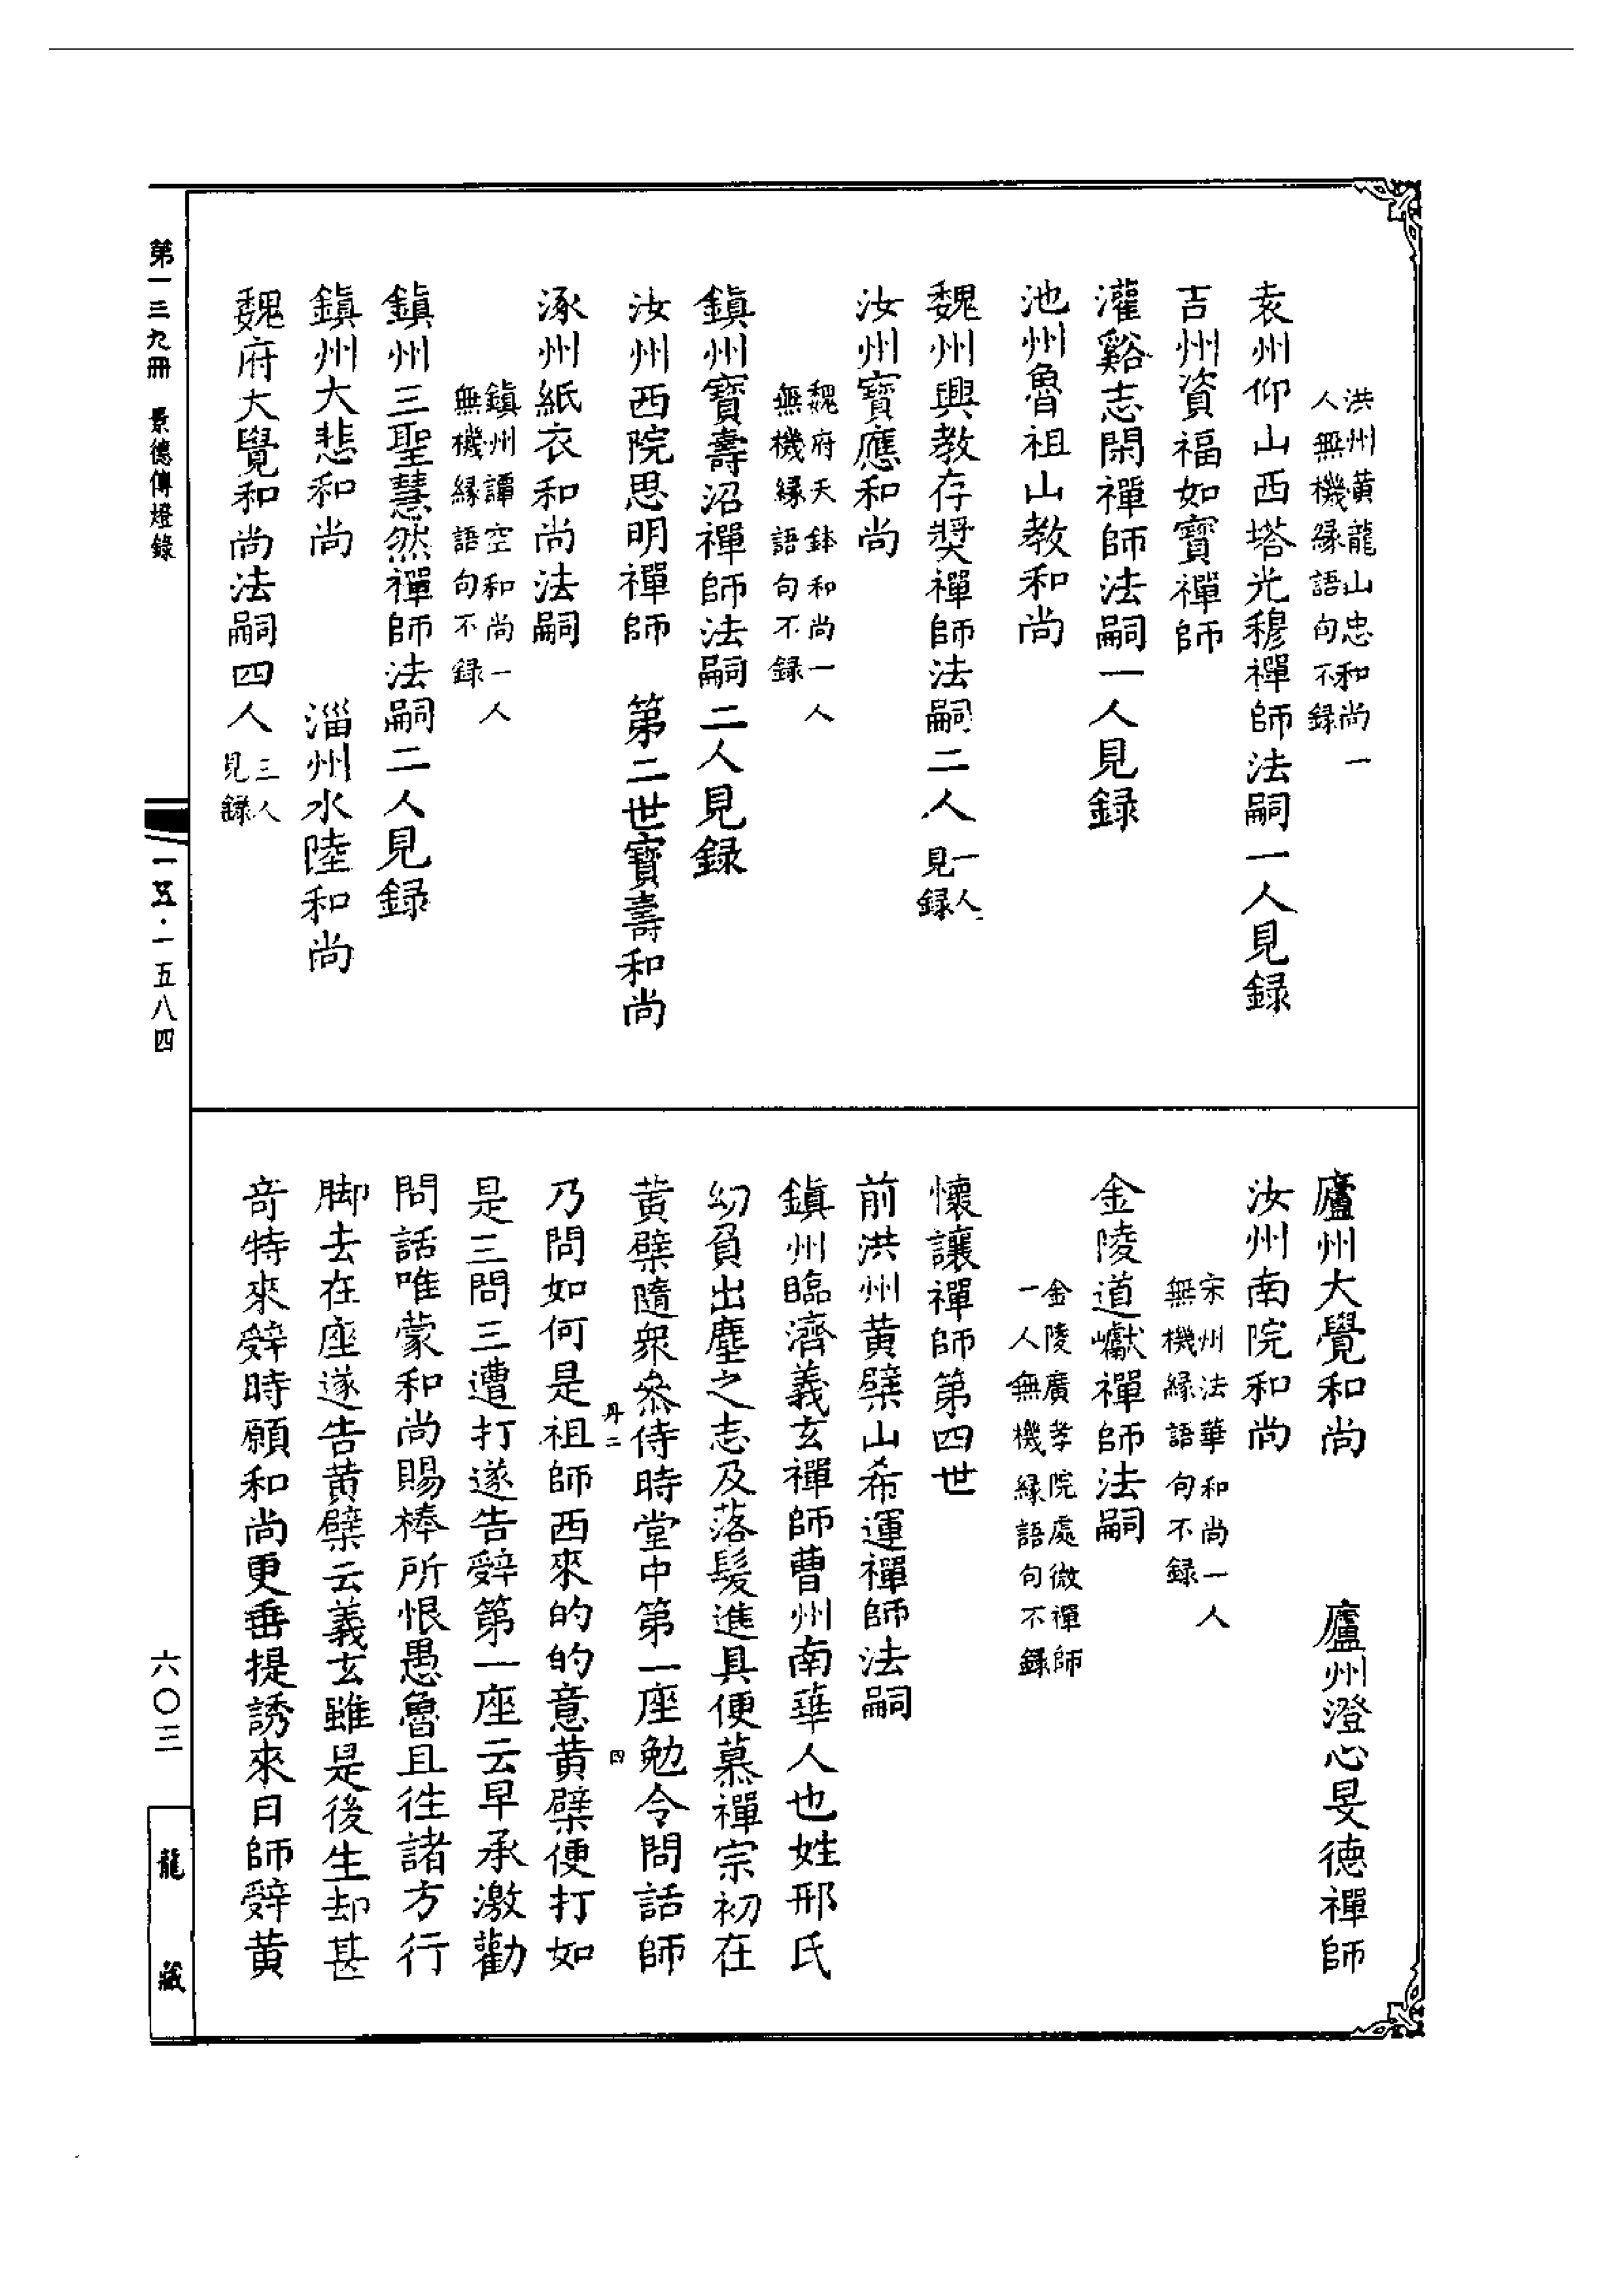 洪州黃龍山忠和尚一
人無機緣語句不錄
袁州仰山西塔光穆禪師法嗣一人見錄
吉州資福如寶禪師
灌谿志閑禪師法嗣一人見錄
池州魯祖山教和尚
魏州興教存獎禪師法嗣二人一人
見錄
汝州寶應和尚
魏府天鉢和尚一人
無機緣語句不錄
鎮州寶壽沼禪師法嗣二人見錄
汝州西院思明禪師　第二世寶壽和尚
涿州紙衣和尚法嗣
鎮州譚空和尚一人
無機緣語句不錄
鎮州三聖慧然禪師法嗣二人見錄
鎮州大悲和尚　淄州水陸和尚
魏府大覺和尚法嗣四人三人
見錄
廬州大覺和尚　廬州澄心旻德禪師
汝州南院和尚
宋州法華和尚一人
無機緣語句不錄
金陵道巘禪師法嗣
金陵廣孝院處微禪師
一人無機緣語句不錄
懷讓禪師第四世
前洪州黃檗山希運禪師法嗣
鎮州臨濟義玄禪師曹州南華人也姓邢氏
幼負出塵之志及落髮進具便慕禪宗初在
黃檗隨衆叅侍時堂中第一座勉令問話師
丹二　四
乃問如何是祖師西來的的意黃檗便打如
是三問三遭打遂告辤第一座云早承激勸
問話唯蒙和尚賜棒所恨愚魯且徃諸方行
脚去在座遂告黃檗云義玄雖是後生却甚
竒特來辤時願和尚更垂提誘來日師辤黃
第一三九冊　景德傳燈錄
一五·一五八四
六〇三
龍藏